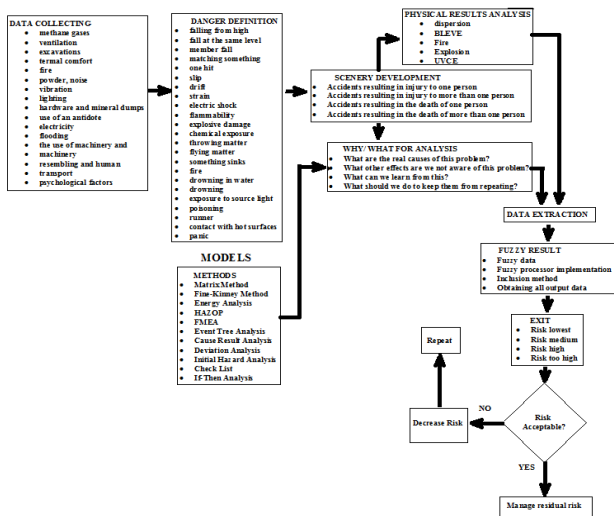 DATA COLLECTING
• methane gases
• ventilation
• excavations
• termal comfort
• fire
• powder, noise
• vibration
• lighting
• hardware and mineral dumps
• use of an antidote
• electricity
• flooding
• the use of machinery and
• machinery
• resembling and human
• transport
• psychological factors
DANGER DEFINITION
• falling from high
• fall at the same level
• member fall
• matching something
• one hit
• slip
• drift
• strain
• electric shock
• flammability
• explosive damage
• chemical exposure
• throwing matter
• flying matter
• something sinks
• fire
• drowning in water
• drowning
• exposure to source light
• poisoning
• runner
• contact with hot surfaces
• panic
MODELS
METHODS
• Matrix Method
• Fine-Kinney Method
• Energy Analysis
• HAZOP
• FMEA
• Event Tree Analysis
• Cause Result Analysis
• Deviation Analysis
• Initial Hazard Analysis
• Check List
• If-Then Analysis
PHYSICAL RESULTS ANALYSIS
• dispersion
• BLEVE
• Fire
• Explosion
• UVCE
SCENERY DEVELOPMENT
• Accidents resulting in injury to one person
• Accidents resulting in injury to more than one person
• Accidents resulting in the death of one person
• Accidents resulting in the death of more than one person
WHY/ WHAT FOR ANALYSIS
• What are the real causes of this problem?
• What other effects are we not aware of this problem?
• What can we learn from this?
• What should we do to keep them from repeating?
DATA EXTRACTION
FUZZY RESULT
• Fuzzy data
• Fuzzy processor implementation
• Inclusion method
• Obtaining all output data
EXIT
• Risk lowest
• Risk medium
• Risk high
• Risk too high
Repeat
Decrease Risk
NO
Risk
Acceptable?
YES
Manage residual risk